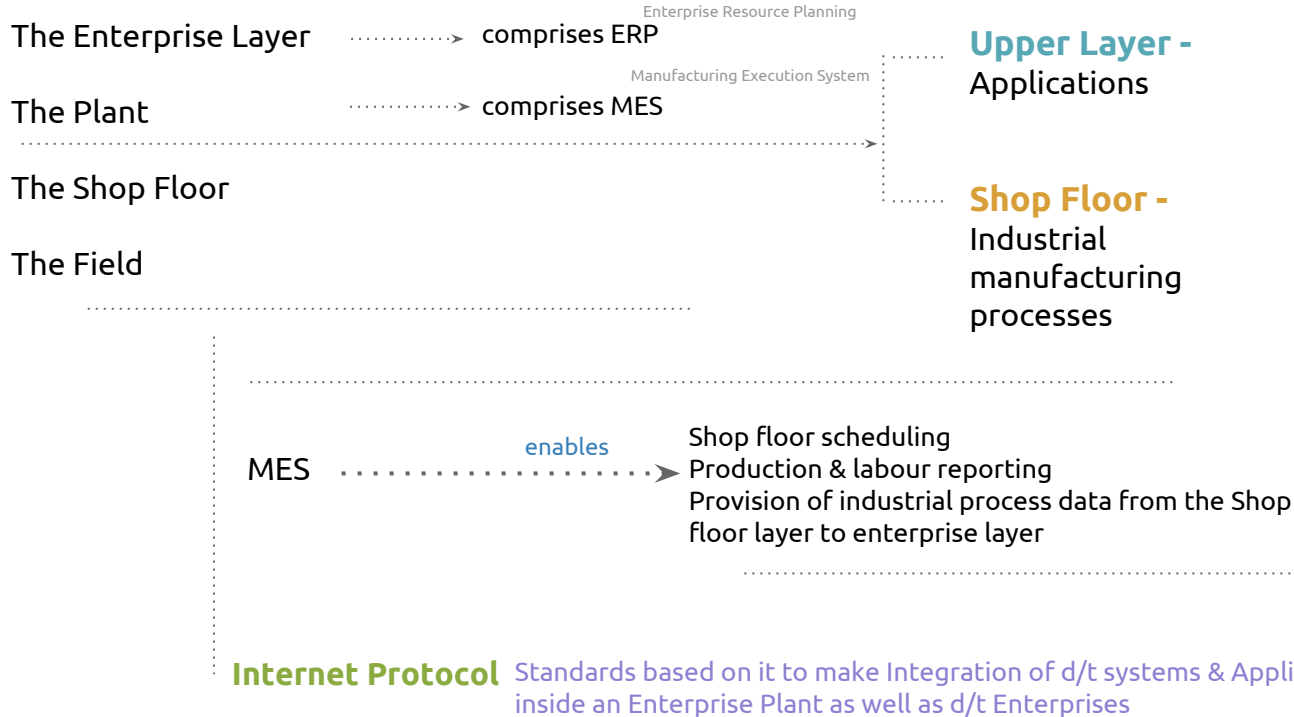 Enterprise Resource Planning
The Enterprise Layer
comprises ERP
Upper Layer -
Applications
Manufacturing Execution System
The Plant
comprises MES
The Shop Floor
Shop Floor -
Industrial
manufacturing
processes
The Field
MES
enables
Shop floor scheduling
Production & labour reporting
Provision of industrial process data from the Shop
floor layer to enterprise layer
Internet Protocol
Standards based on it to make Integration of d/t systems & Appli
inside an Enterprise Plant as well as d/t Enterprises